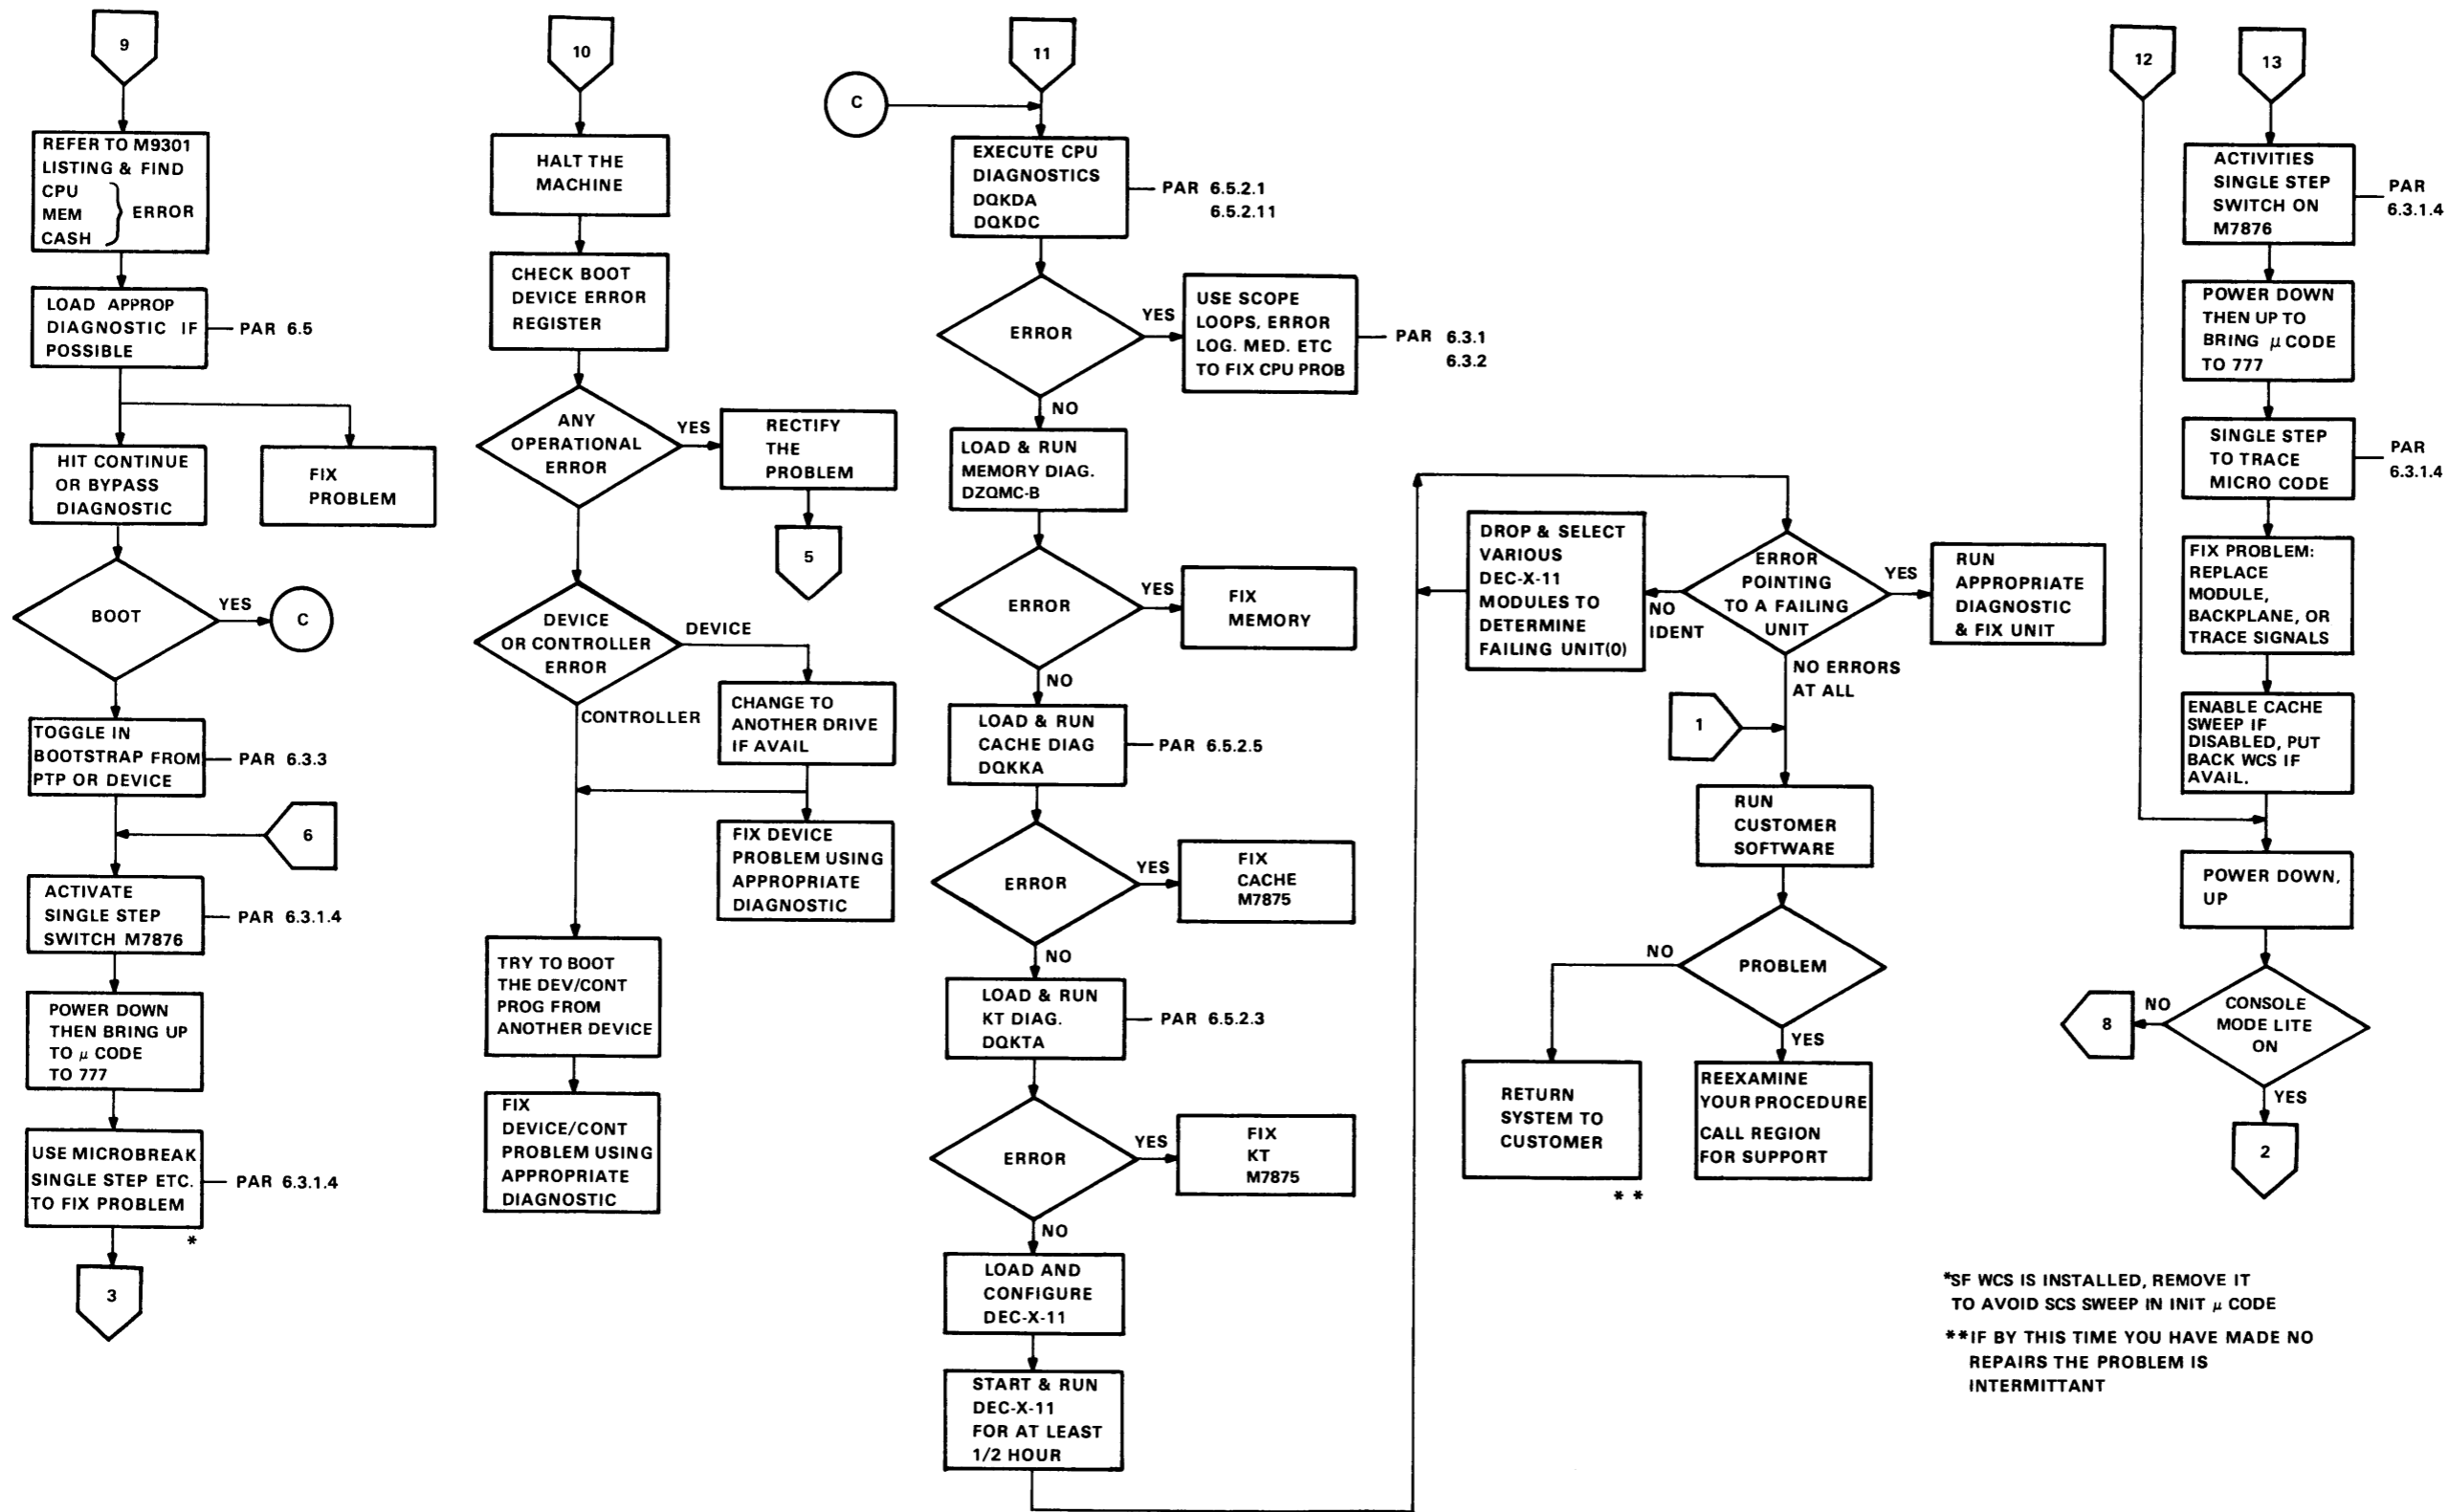 9
REFER TO M9301
LISTING & FIND
CPU
MEM
CASH
ERROR
LOAD APPROP
DIAGNOSTIC IF
POSSIBLE
PAR 6.5
HIT CONTINUE
OR BYPASS
DIAGNOSTIC
FIX
PROBLEM
BOOT
YES
C
TOGGLE IN
BOOTSTRAP FROM
PTP OR DEVICE
PAR 6.3.3
6
ACTIVATE
SINGLE STEP
SWITCH M7876
PAR 6.3.1.4
POWER DOWN
THEN BRING UP
TO μ CODE
TO 777
USE MICROBREAK
SINGLE STEP ETC.
TO FIX PROBLEM
PAR 6.3.1.4
*
3
10
HALT THE
MACHINE
CHECK BOOT
DEVICE ERROR
REGISTER
ANY
OPERATIONAL
ERROR
YES
RECTIFY
THE
PROBLEM
5
DEVICE
OR CONTROLLER
ERROR
DEVICE
CONTROLLER
CHANGE TO
ANOTHER DRIVE
IF AVAIL
FIX DEVICE
PROBLEM USING
APPROPRIATE
DIAGNOSTIC
TRY TO BOOT
THE DEV/CONT
PROG FROM
ANOTHER DEVICE
FIX
DEVICE/CONT
PROBLEM USING
APPROPRIATE
DIAGNOSTIC
11
C
EXECUTE CPU
DIAGNOSTICS
DQKDA
DQKDC
PAR 6.5.2.1
6.5.2.11
ERROR
YES
USE SCOPE
LOOPS, ERROR
LOG. MED. ETC
TO FIX CPU PROB
PAR 6.3.1
6.3.2
NO
LOAD & RUN
MEMORY DIAG.
DZQMC-B
ERROR
YES
FIX
MEMORY
NO
LOAD & RUN
CACHE DIAG
DQKKA
PAR 6.5.2.5
ERROR
YES
FIX
CACHE
M7875
NO
LOAD & RUN
KT DIAG.
DQKTA
PAR 6.5.2.3
ERROR
YES
FIX
KT
M7875
NO
LOAD AND
CONFIGURE
DEC-X-11
START & RUN
DEC-X-11
FOR AT LEAST
1/2 HOUR
DROP & SELECT
VARIOUS
DEC-X-11
MODULES TO
DETERMINE
FAILING UNIT(0)
NO
IDENT
ERROR
POINTING
TO A FAILING
UNIT
YES
RUN
APPROPRIATE
DIAGNOSTIC
& FIX UNIT
NO ERRORS
AT ALL
1
RUN
CUSTOMER
SOFTWARE
PROBLEM
NO
RETURN
SYSTEM TO
CUSTOMER
* *
YES
REEXAMINE
YOUR PROCEDURE
CALL REGION
FOR SUPPORT
12
13
ACTIVITIES
SINGLE STEP
SWITCH ON
M7876
PAR
6.3.1.4
POWER DOWN
THEN UP TO
BRING μ CODE
TO 777
SINGLE STEP
TO TRACE
MICRO CODE
PAR
6.3.1.4
FIX PROBLEM:
REPLACE
MODULE,
BACKPLANE, OR
TRACE SIGNALS
ENABLE CACHE
SWEEP IF
DISABLED, PUT
BACK WCS IF
AVAIL.
POWER DOWN,
UP
CONSOLE
MODE LITE
ON
NO
8
YES
2
*SF WCS IS INSTALLED, REMOVE IT
TO AVOID SCS SWEEP IN INIT μ CODE
**IF BY THIS TIME YOU HAVE MADE NO
REPAIRS THE PROBLEM IS
INTERMITTANT